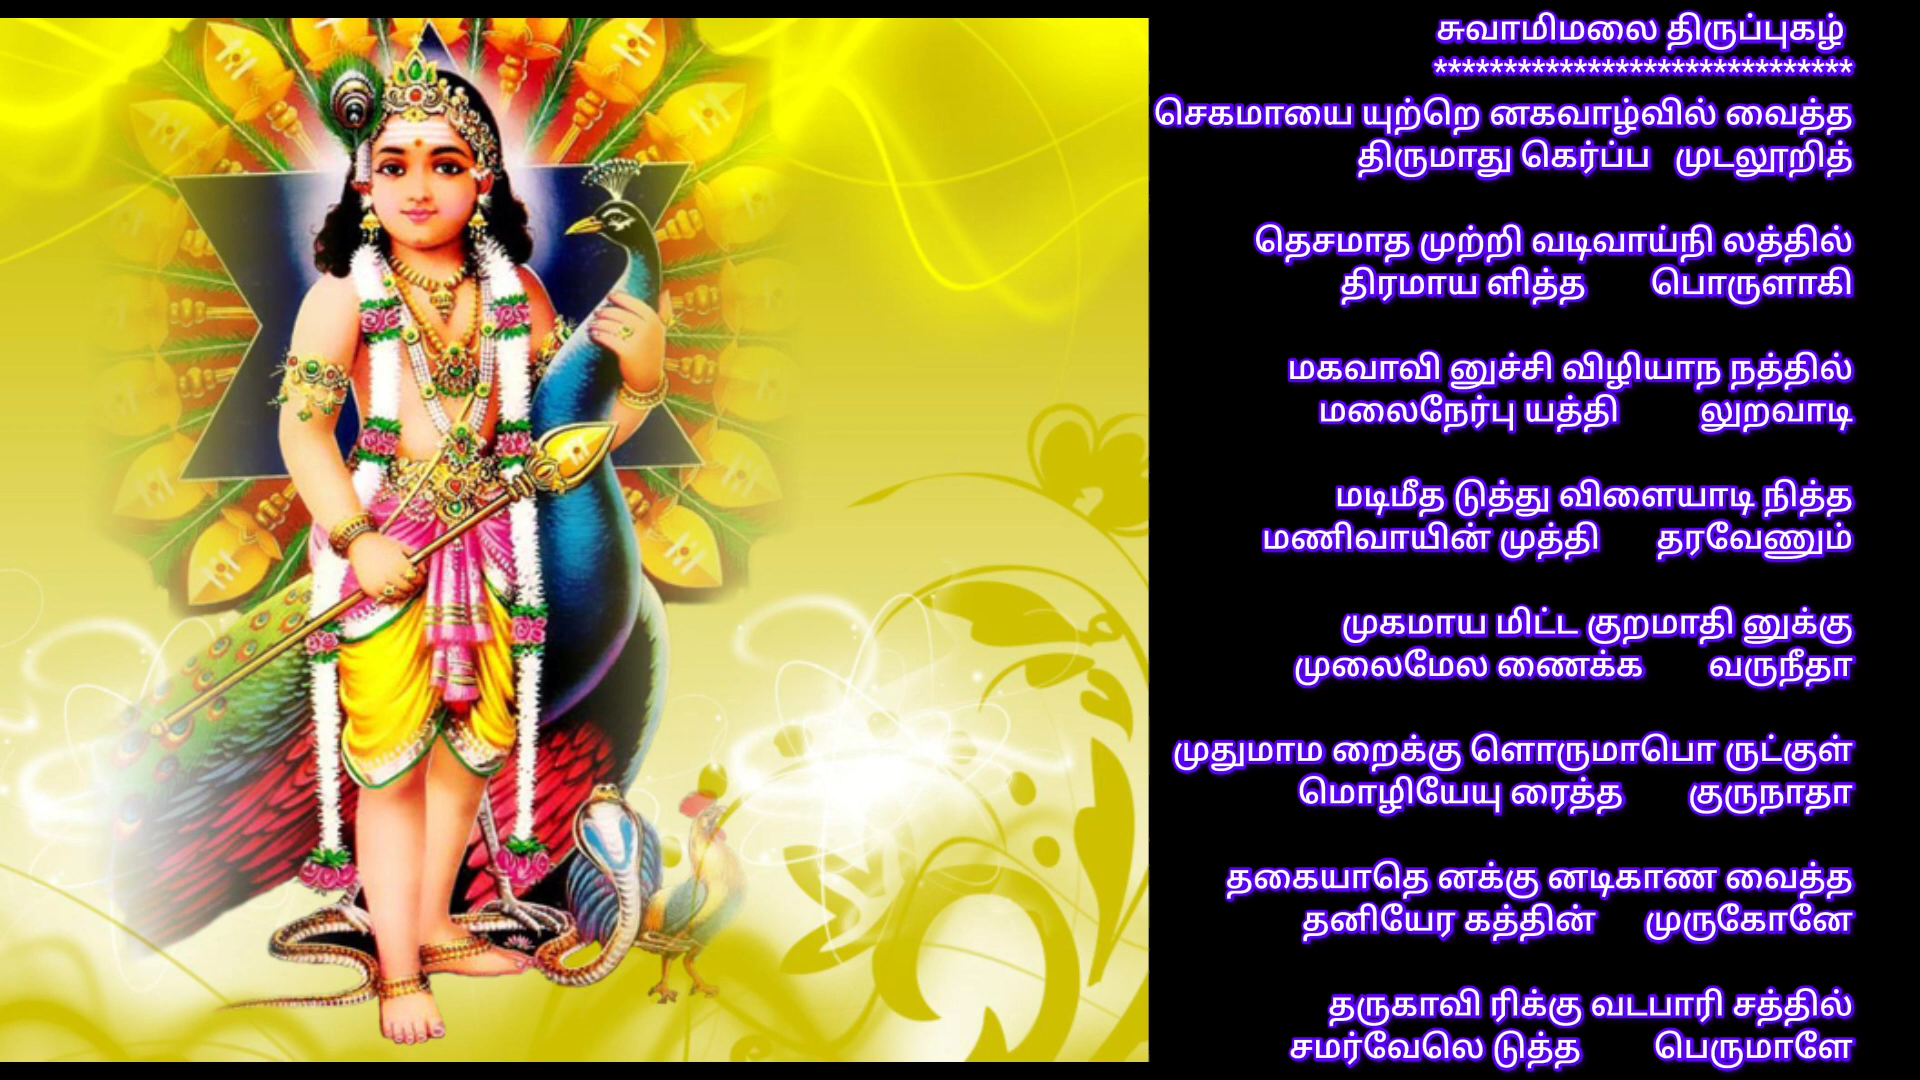 சுவாமிமலை திருப்புகழ்
******************************
செகமாயை யுற்றெ னகவாழ்வில் வைத்த
திருமாது கெர்ப்ப முடலூறித்
தெசமாத முற்றி வடிவாய்நி லத்தில்
திரமாய ளித்த பொருளாகி
மகவாவி னுச்சி விழியாந நத்தில்
மலைநேர்பு யத்தி லுறவாடி
மடிமீத டுத்து விளையாடி நித்த
மணிவாயின் முத்தி தரவேணும்
முகமாய மிட்ட குறமாதி னுக்கு
முலைமேல ணைக்க வருநீதா
முதுமாம றைக்கு ளொருமாபொ ருட்குள்
மொழியேயு ரைத்த குருநாதா
தகையாதெ னக்கு னடிகாண வைத்த
தனியேர கத்தின் முருகோனே
தருகாவி ரிக்கு வடபாரி சத்தில்
சமர்வேலெ டுத்த பெருமாளே